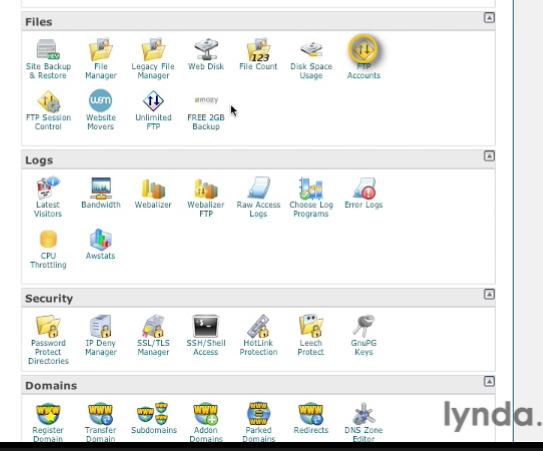 Files
Site Backup & Restore
File Manager
Legacy File Manager
Web Disk
File Count
Disk Space Usage
FTP Accounts
FTP Session Control
Website Movers
Unlimited FTP
FREE 2GB Backup
Logs
Latest Visitors
Bandwidth
Webalizer
Webalizer FTP
Raw Access Logs
Choose Log Programs
Error Logs
CPU Throttling
Awstats
Security
Password Protect Directories
IP Deny Manager
SSL/TLS Manager
SSH/Shell Access
HotLink Protection
Leech Protect
GnuPG Keys
Domains
Register Domain
Transfer Domain
Subdomains
Addon Domains
Parked Domains
Redirects
DNS Zone Editor
lynda.